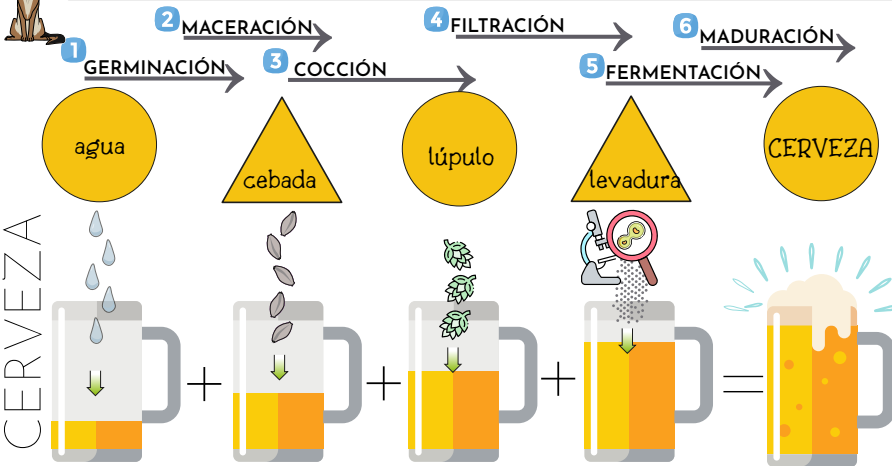 1 GERMINACIÓN
2 MACERACIÓN
3 COCCIÓN
4 FILTRACIÓN
5 FERMENTACIÓN
6 MADURACIÓN
agua
cebada
lúpulo
levadura
CERVEZA
CERVEZA
+
+
+
=